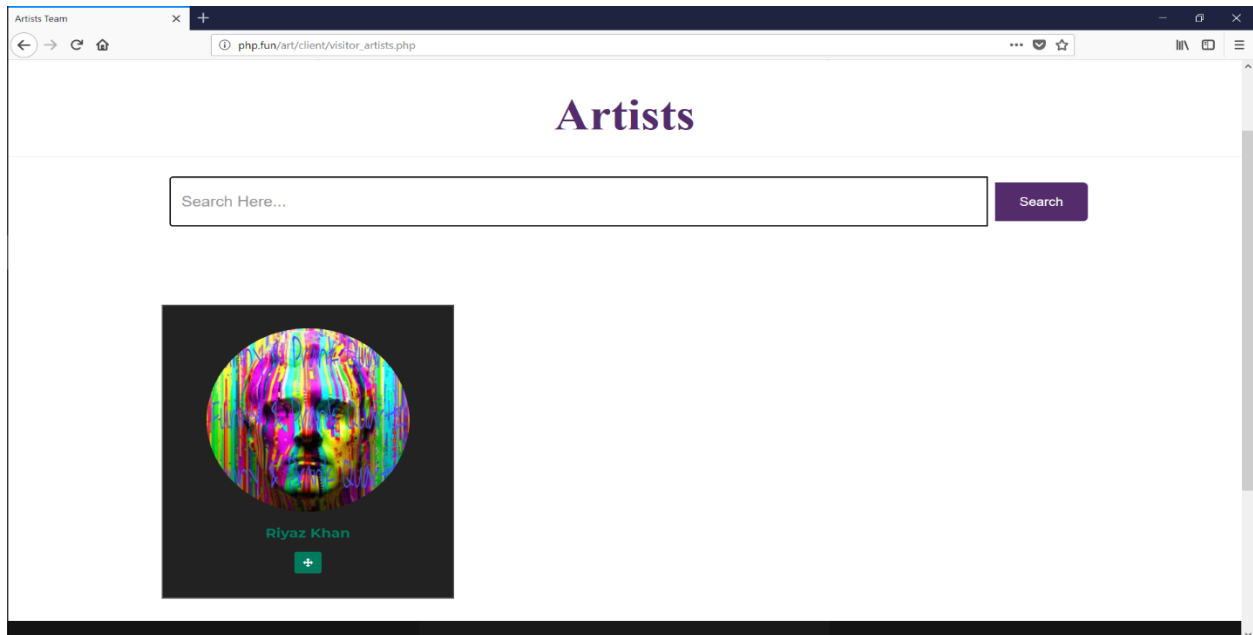 Artists Team
php.fun/art/client/visitor_artists.php
Artists
Search Here...
Search
Riyaz Khan